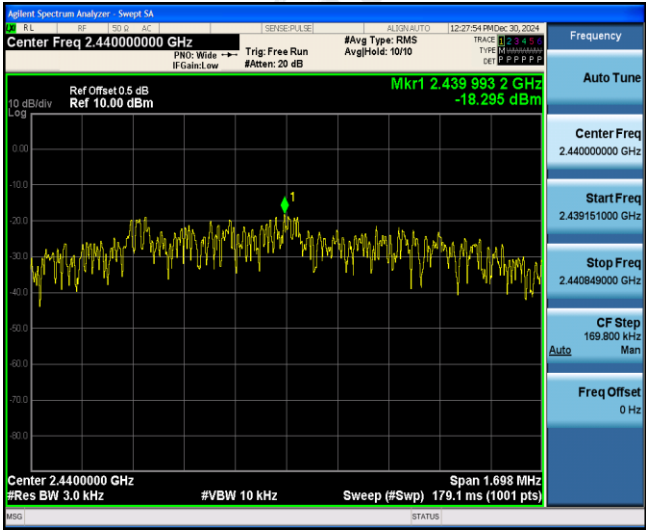 Agilent Spectrum Analyzer - Swept SA
RL RF 50 Ω AC SENSE:PULSE ALIGN AUTO 12:27:54 PM Dec 30, 2024
Center Freq 2.440000000 GHz
PNO: Wide
IFGain:Low
Trig: Free Run
#Atten: 20 dB
#Avg Type: RMS
Avg|Hold: 10/10
TRACE 1 2 3 4 5 6
TYPE
DET P P P P P P
Mkr1 2.439 993 2 GHz
-18.295 dBm
10 dB/div
Log
Ref Offset 0.5 dB
Ref 10.00 dBm
0.00
-10.0
-20.0
-30.0
-40.0
-50.0
-60.0
-70.0
-80.0
1
Center 2.4400000 GHz
Span 1.698 MHz
#Res BW 3.0 kHz
#VBW 10 kHz
Sweep (#Swp) 179.1 ms (1001 pts)
MSG
STATUS
Frequency
Auto Tune
Center Freq
2.440000000 GHz
Start Freq
2.439151000 GHz
Stop Freq
2.440849000 GHz
CF Step
169.800 kHz
Auto Man
Freq Offset
0 Hz